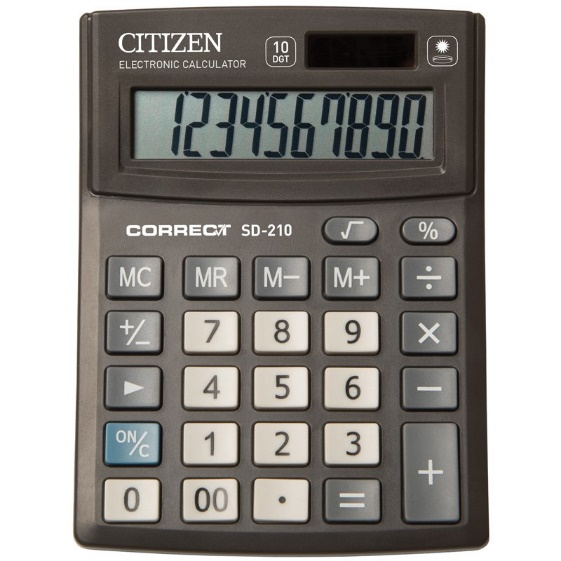 CITIZEN 10 DGT
ELECTRONIC CALCULATOR
1234567890
CORRECT SD-210 √ %
MC MR M− M+ ÷
+/− 7 8 9 ×
► 4 5 6 −
ON/C 1 2 3 +
0 00 . =